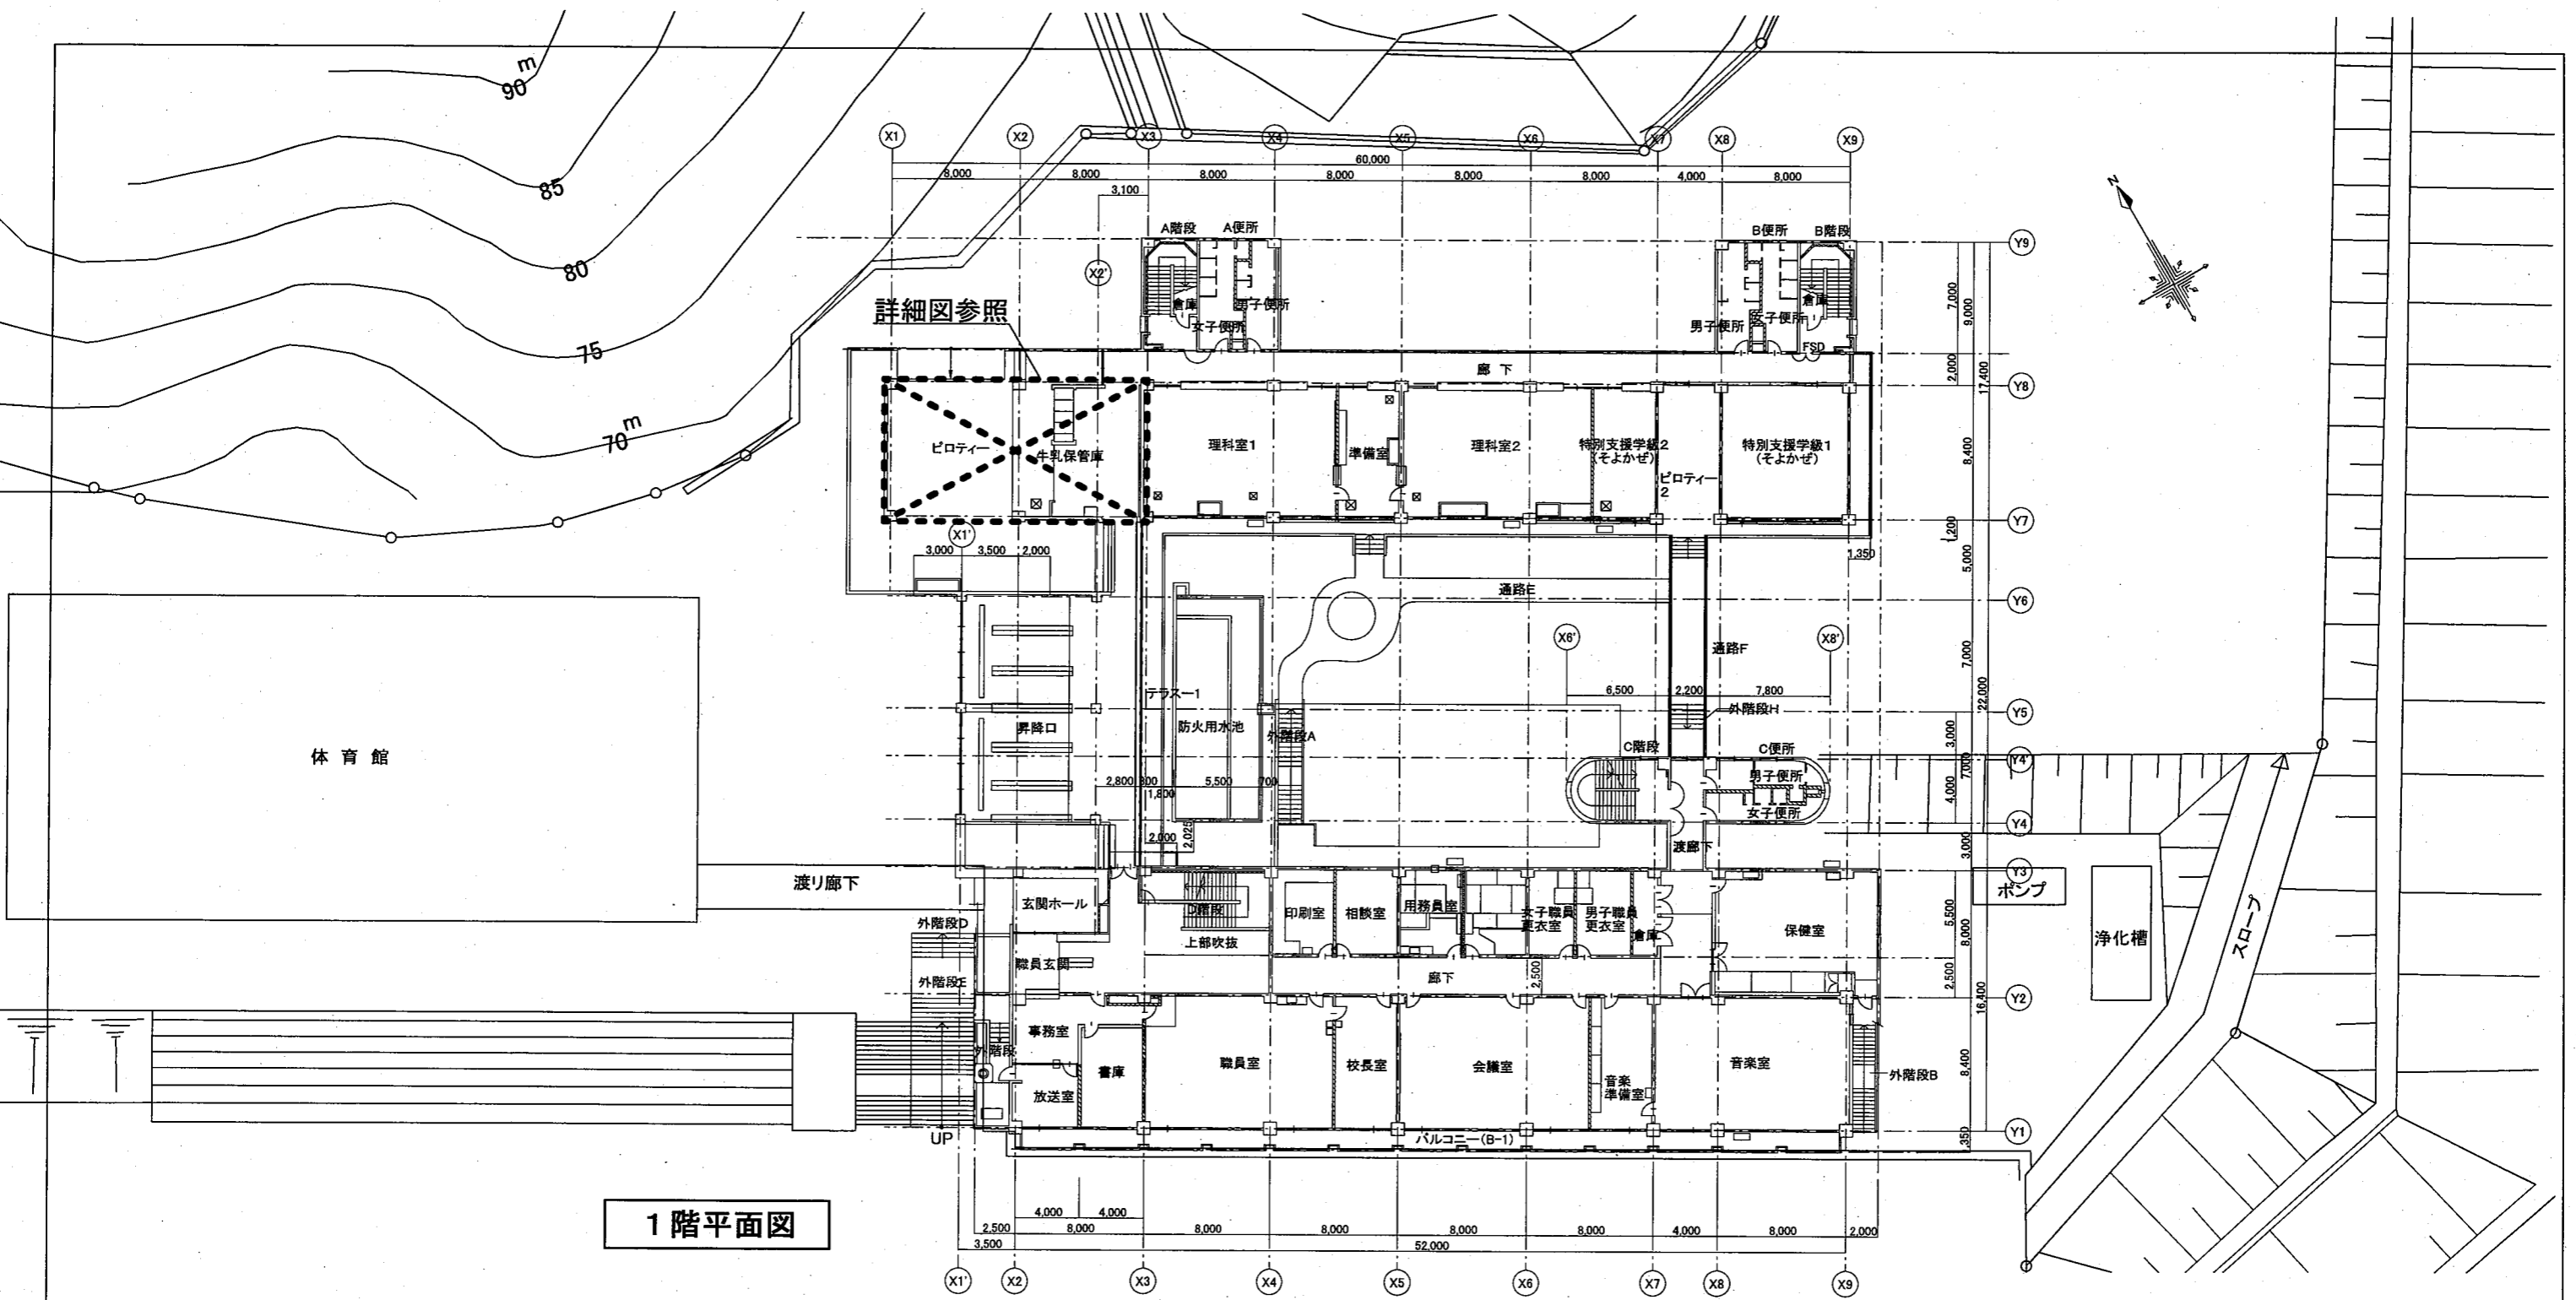 90
m
85
80
75
70
m
X1
X2
X3
X4
X5
X6
X7
X8
X9
60,000
8,000
8,000
8,000
8,000
8,000
8,000
4,000
8,000
3,100
N
X2'
A階段
A便所
B便所
B階段
Y9
倉庫
男子便所
女子便所
男子便所
女子便所
倉庫
FSD
7,000
9,000
2,000
17,400
詳細図参照
廊 下
Y8
ピロティー
牛乳保管庫
理科室1
準備室
理科室2
特別支援学級2
(そよかぜ)
ピロティー
2
特別支援学級1
(そよかぜ)
8,400
Y7
X1'
3,000
3,500
2,000
1,200
1,350
5,000
通路E
Y6
X6'
X8'
通路F
7,000
6,500
2,200
7,800
22,000
テラスー1
防火用水池
外階段A
外階段H
Y5
昇降口
体 育 館
C階段
C便所
3,000
7,000
Y4'
男子便所
女子便所
4,000
2,800
800
5,500
700
1,800
Y4
2,000
2,025
渡廊下
3,000
Y3
ポンプ
渡り廊下
玄関ホール
D階段
印刷室
相談室
用務員室
女子職員
更衣室
男子職員
更衣室
倉庫
保健室
5,500
8,000
浄化槽
スロープ
外階段D
上部吹抜
職員玄関
外階段E
廊下
2,500
2,500
Y2
16,400
事務室
外階段
書庫
放送室
職員室
校長室
会議室
音楽
準備室
音楽室
外階段B
8,400
UP
バルコニー(B-1)
Y1
1,350
1階平面図
4,000
4,000
2,500
8,000
8,000
8,000
8,000
8,000
4,000
8,000
2,000
3,500
52,000
X1'
X2
X3
X4
X5
X6
X7
X8
X9